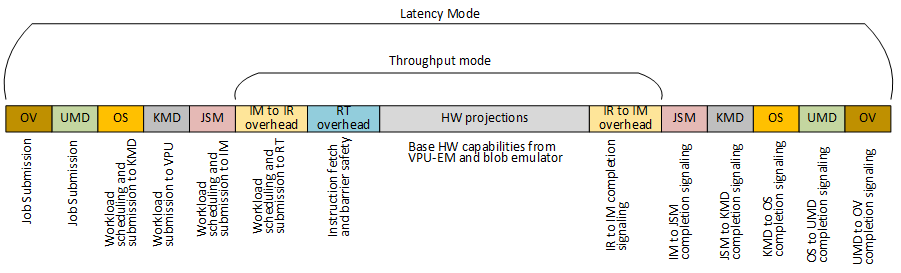 Latency Mode
Throughput mode
OV
UMD
OS
KMD
JSM
IM to IR
overhead
RT
overhead
HW projections
IR to IM
overhead
JSM
KMD
OS
UMD
OV
Job Submission
Job Submission
Workload
scheduling and
submission to KMD
Workload
submission to VPU
Workload
scheduling and
submission to IM
Workload
scheduling and
submission to RT
Instruction fetch
and barrier safety
Base HW capabilities from
VPU-EM and blob emulator
IR to IM completion
signaling
IM to JSM
completion signaling
JSM to KMD
completion signaling
KMD to OS
completion signaling
OS to UMD
completion signaling
UMD to OV
completion signaling